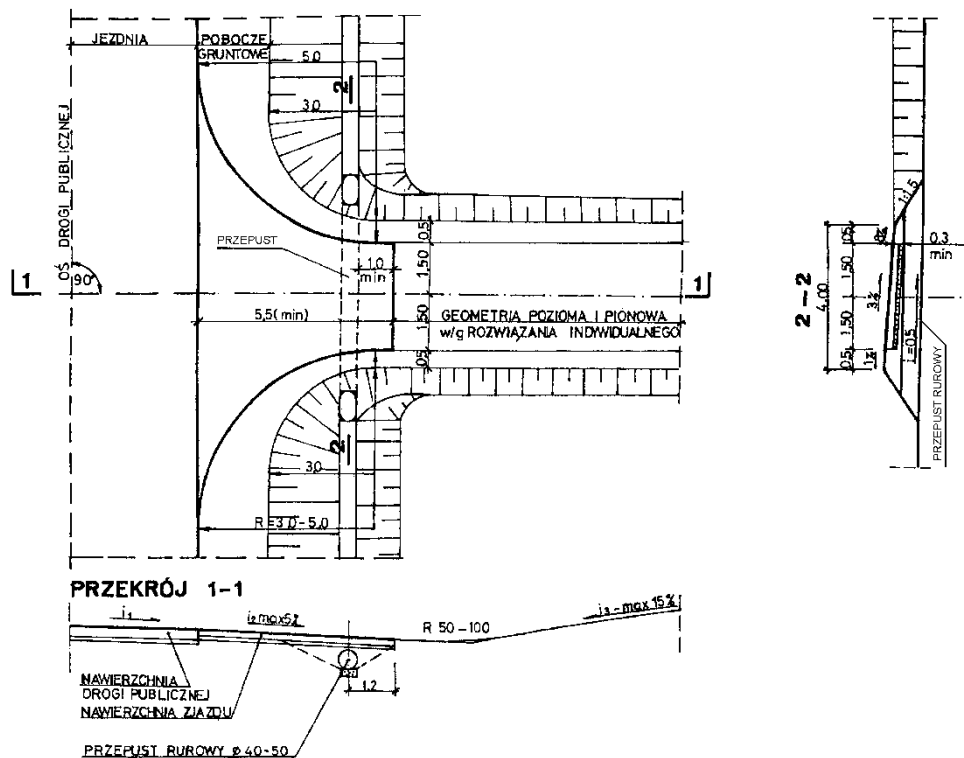 JEZDNIA
POBOCZE
GRUNTOWE
5.0
2
3.0
OŚ DROGI PUBLICZNEJ
PRZEPUST
0.5
1.0
min
1.50
1
90°
1
5,5 (min)
GEOMETRIA POZIOMA I PIONOWA
w/g ROZWIĄZANIA INDYWIDUALNEGO
1.50
0.5
2
3.0
R=3.0-5.0
1:1.5
0.5
0.3
min
1.50
2-2
4.00
3%
1.50
i=0.5
0.5
1%
PRZEPUST RUROWY
PRZEKRÓJ 1-1
i1
i2 max 5%
R 50-100
i3 - max 15%
NAWIERZCHNIA
DROGI PUBLICZNEJ
1.2
NAWIERZCHNIA ZJAZDU
PRZEPUST RUROWY ø 40-50